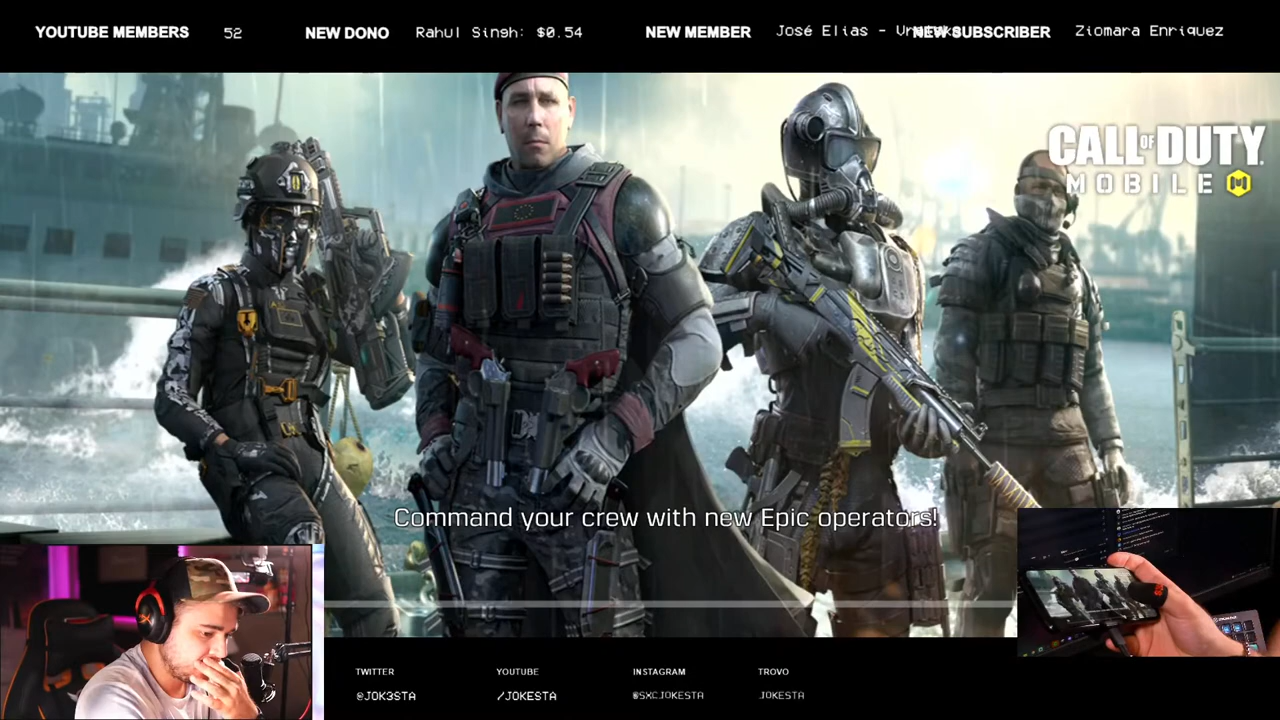 YOUTUBE MEMBERS 52 NEW DONO Rahul Singh: $0.54 NEW MEMBER José Elias - NEW SUBSCRIBER Ziomara Enriquez
CALL OF DUTY
MOBILE
Command your crew with new Epic operators!
TWITTER YOUTUBE INSTAGRAM TROVO
@JOK3STA /JOKESTA @SXCJOKESTA JOKESTA